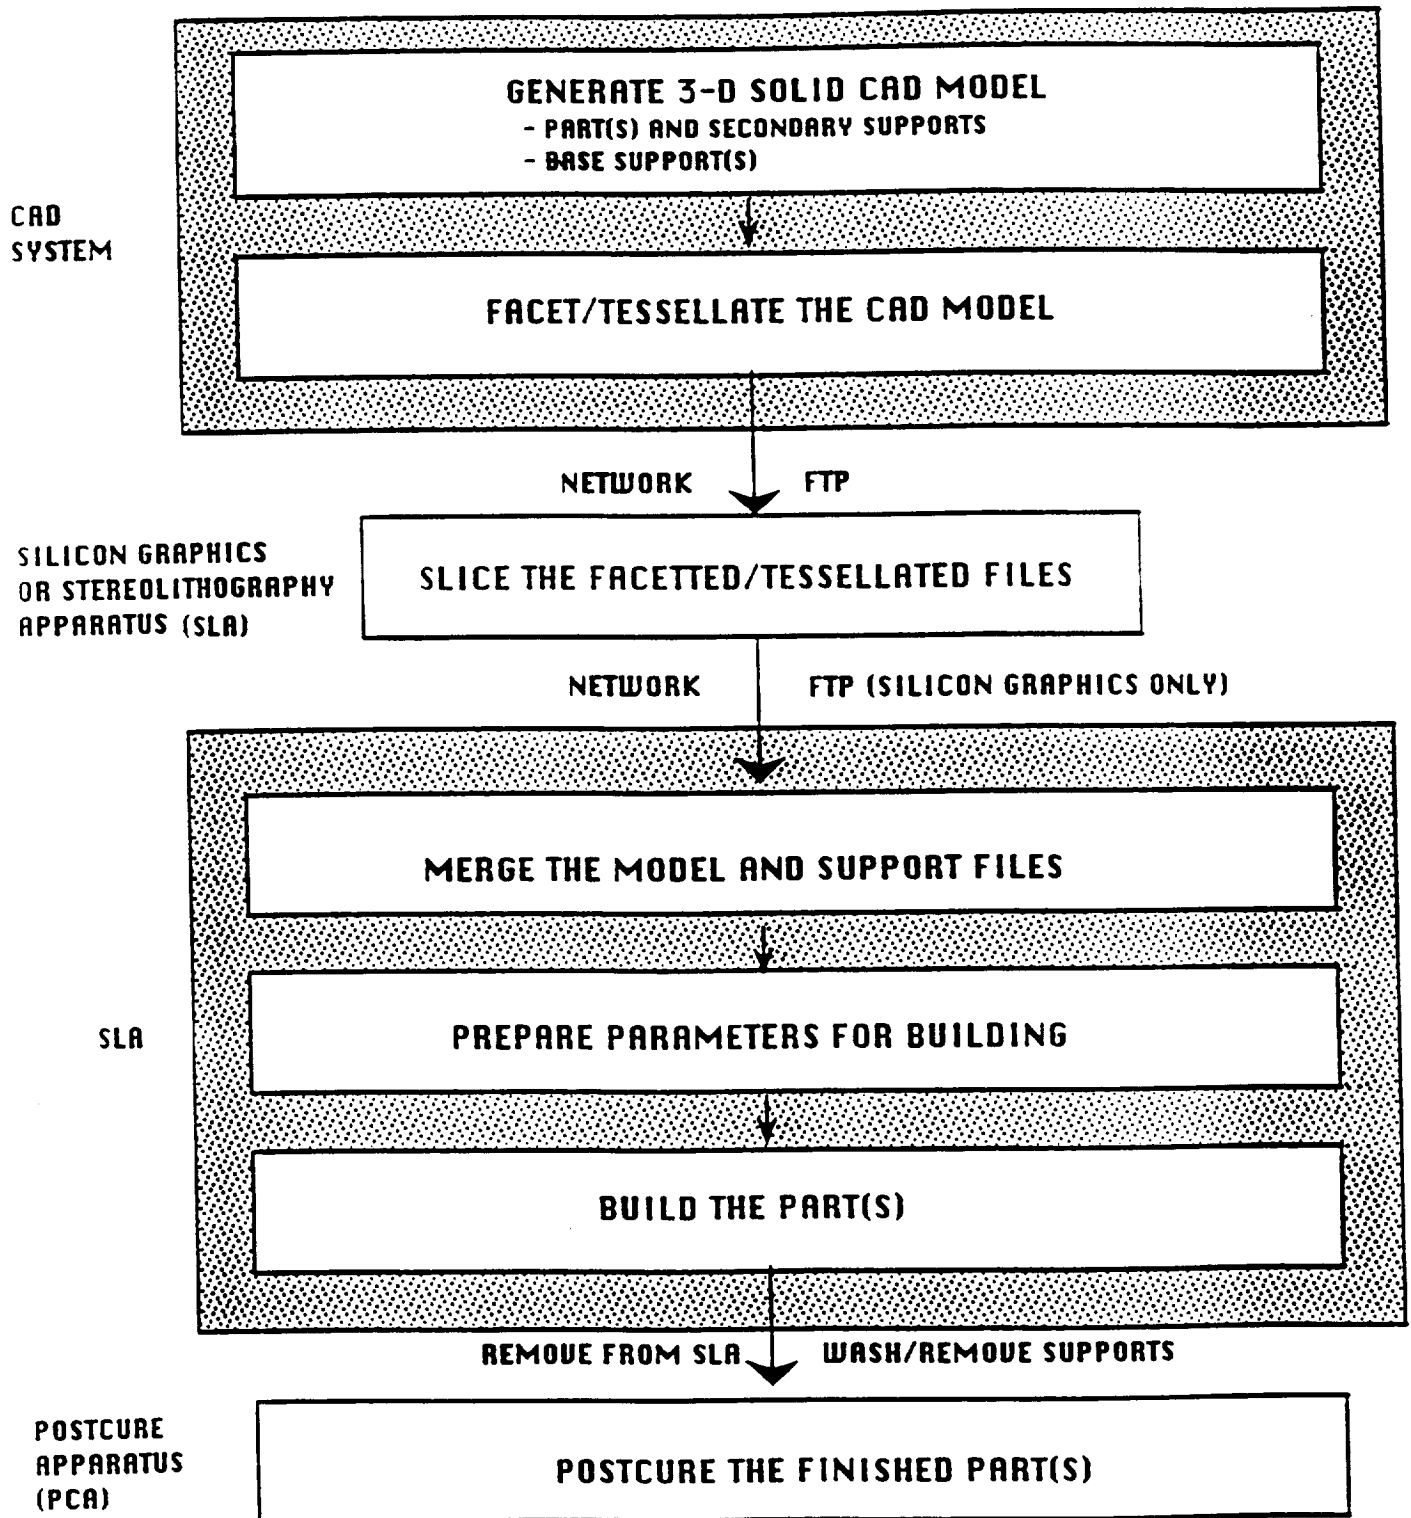 GENERATE 3-D SOLID CAD MODEL
- PART(S) AND SECONDARY SUPPORTS
- BASE SUPPORT(S)
CAD
SYSTEM
FACET/TESSELLATE THE CAD MODEL
NETWORK FTP
SILICON GRAPHICS
OR STEREOLITHOGRAPHY
APPARATUS (SLA)
SLICE THE FACETTED/TESSELLATED FILES
NETWORK FTP (SILICON GRAPHICS ONLY)
MERGE THE MODEL AND SUPPORT FILES
SLA
PREPARE PARAMETERS FOR BUILDING
BUILD THE PART(S)
REMOVE FROM SLA WASH/REMOVE SUPPORTS
POSTCURE
APPARATUS
(PCA)
POSTCURE THE FINISHED PART(S)